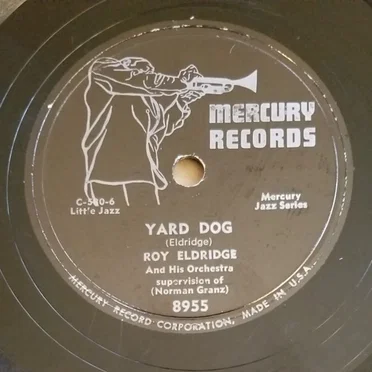 MERCURY
RECORDS
C-500-6
Little Jazz
Mercury
Jazz Series
YARD DOG
(Eldridge)
ROY ELDRIDGE
And His Orchestra
supervision of
(Norman Granz)
8955
MERCURY RECORD CORPORATION, MADE IN U.S.A.